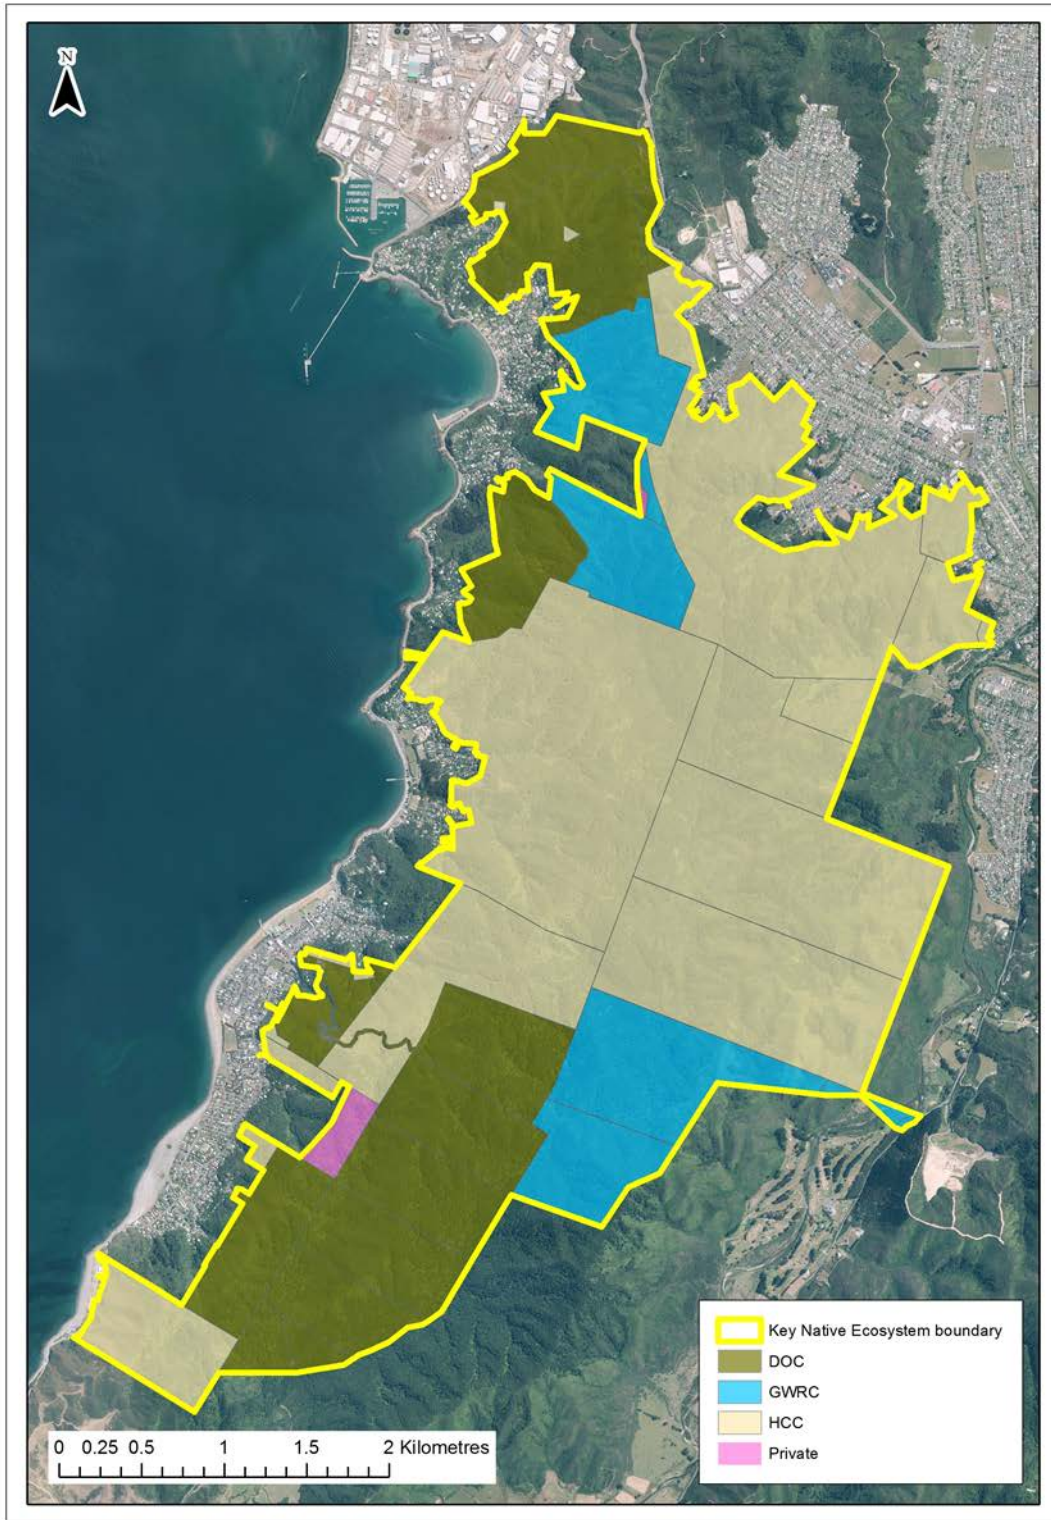 N
Key Native Ecosystem boundary
DOC
GWRC
HCC
Private
0 0.25 0.5 1 1.5 2 Kilometres